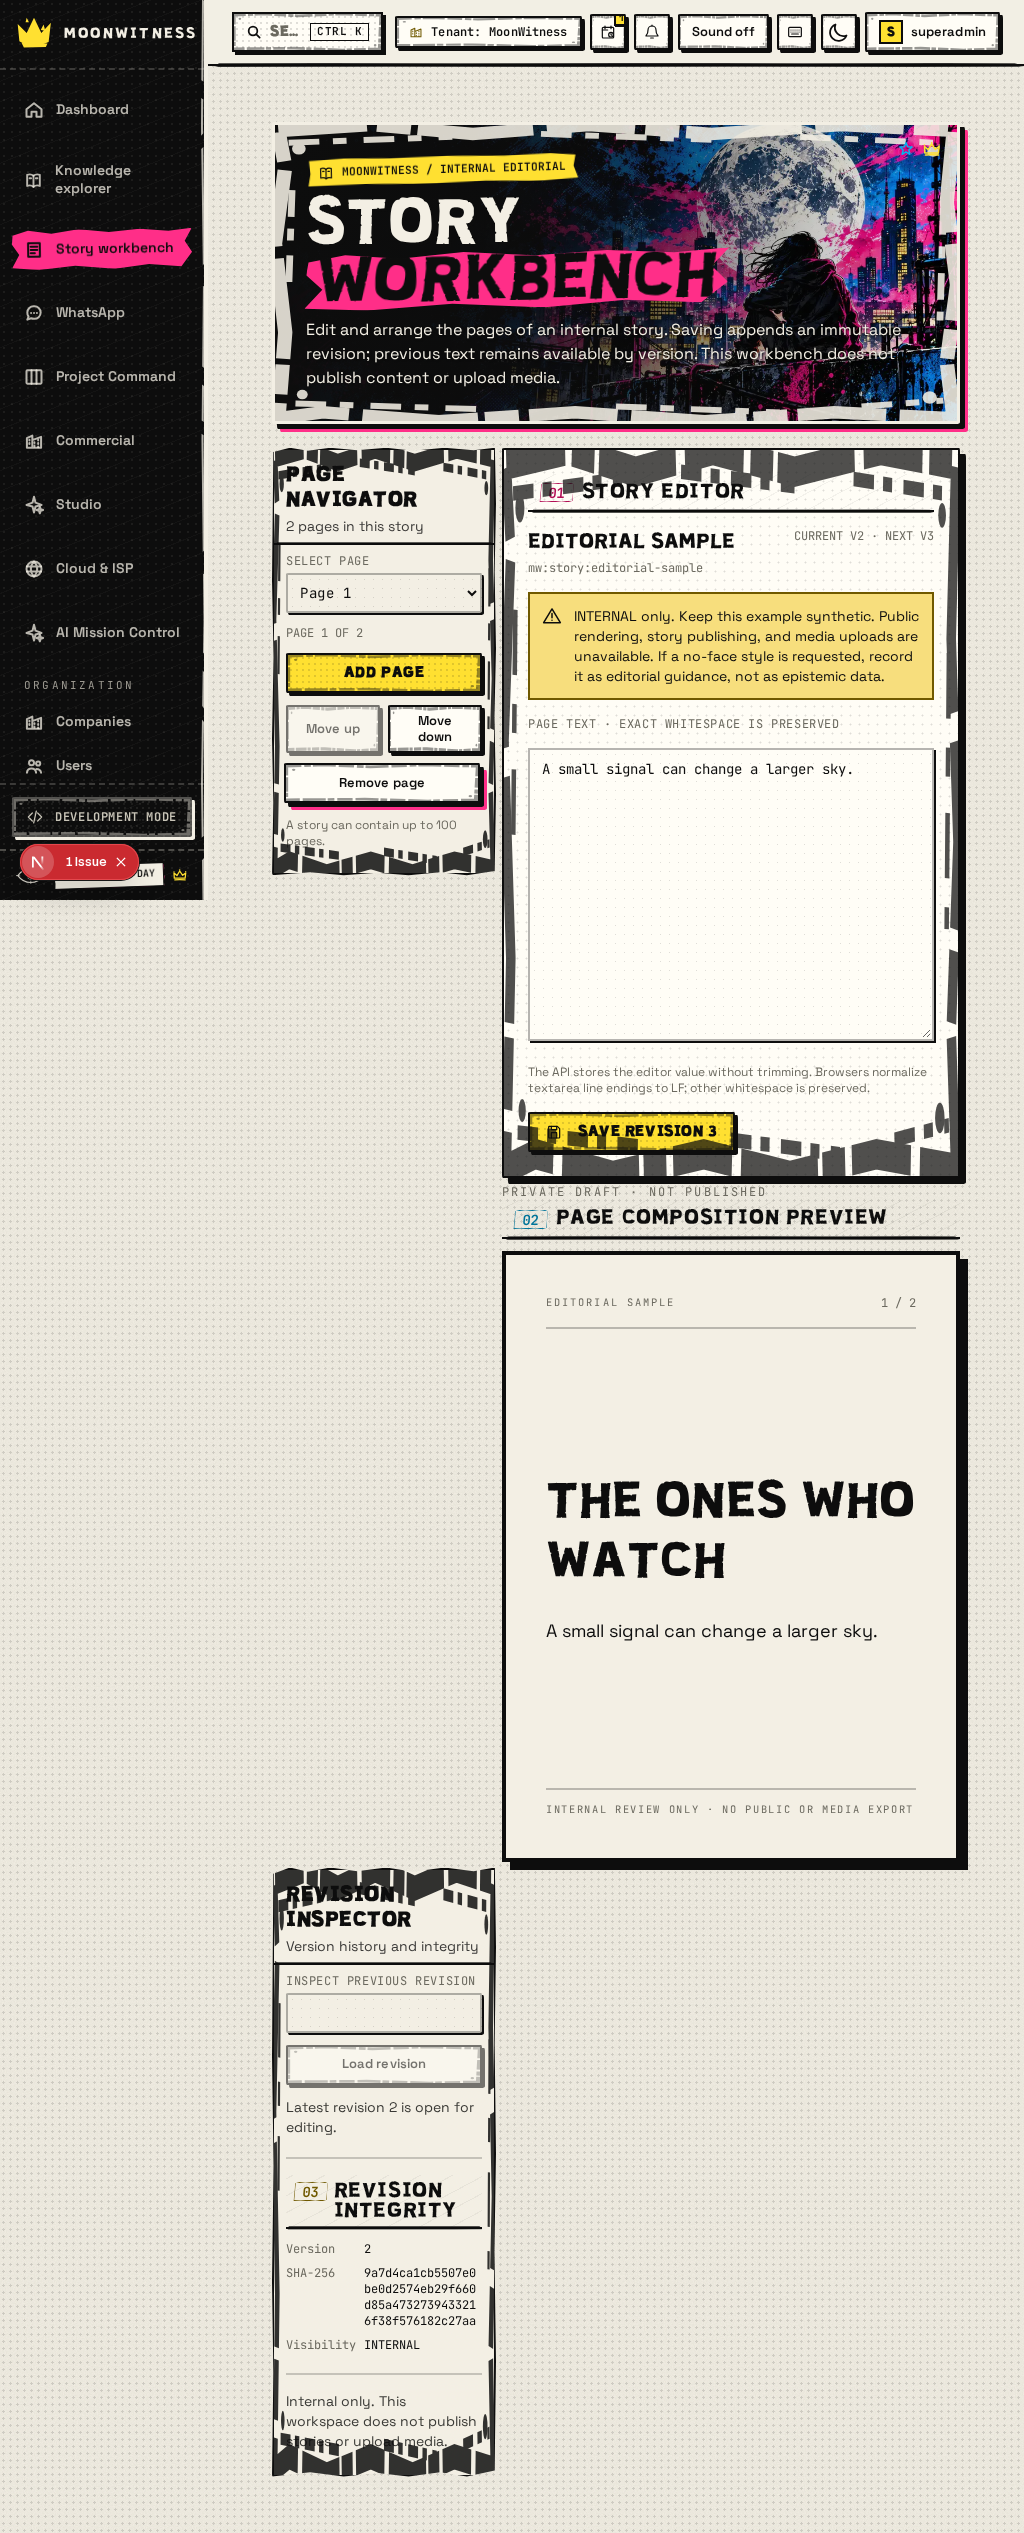 MOONWITNESS
SE...
CTRL K
Tenant: MoonWitness
Sound off
S
superadmin
Dashboard
Knowledge
explorer
Story workbench
WhatsApp
Project Command
Commercial
Studio
Cloud & ISP
AI Mission Control
ORGANIZATION
Companies
Users
DEVELOPMENT MODE
N
1 Issue
DAY
MOONWITNESS / INTERNAL EDITORIAL
STORY
WORKBENCH
Edit and arrange the pages of an internal story. Saving appends an immutable
revision; previous text remains available by version. This workbench does not
publish content or upload media.
PAGE
NAVIGATOR
2 pages in this story
SELECT PAGE
Page 1
PAGE 1 OF 2
ADD PAGE
Move up
Move
down
Remove page
A story can contain up to 100
pages.
01
STORY EDITOR
EDITORIAL SAMPLE
CURRENT V2 · NEXT V3
mw:story:editorial-sample
INTERNAL only. Keep this example synthetic. Public
rendering, story publishing, and media uploads are
unavailable. If a no-face style is requested, record
it as editorial guidance, not as epistemic data.
PAGE TEXT · EXACT WHITESPACE IS PRESERVED
A small signal can change a larger sky.
The API stores the editor value without trimming. Browsers normalize
textarea line endings to LF; other whitespace is preserved.
SAVE REVISION 3
PRIVATE DRAFT · NOT PUBLISHED
02
PAGE COMPOSITION PREVIEW
EDITORIAL SAMPLE
1 / 2
THE ONES WHO
WATCH
A small signal can change a larger sky.
INTERNAL REVIEW ONLY · NO PUBLIC OR MEDIA EXPORT
REVISION
INSPECTOR
Version history and integrity
INSPECT PREVIOUS REVISION
Load revision
Latest revision 2 is open for
editing.
03
REVISION
INTEGRITY
Version
2
SHA-256
9a7d4ca1cb5507e0
be0d2574eb29f660
d85a473273943321
6f38f576182c27aa
Visibility
INTERNAL
Internal only. This
workspace does not publish
stories or upload media.